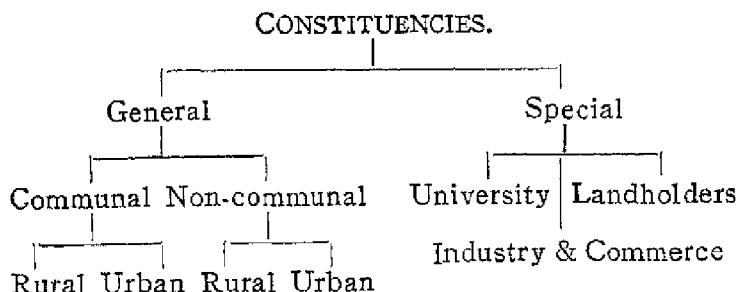 CONSTITUENCIES.
General Special
Communal Non-communal University Landholders
Industry & Commerce
Rural Urban Rural Urban